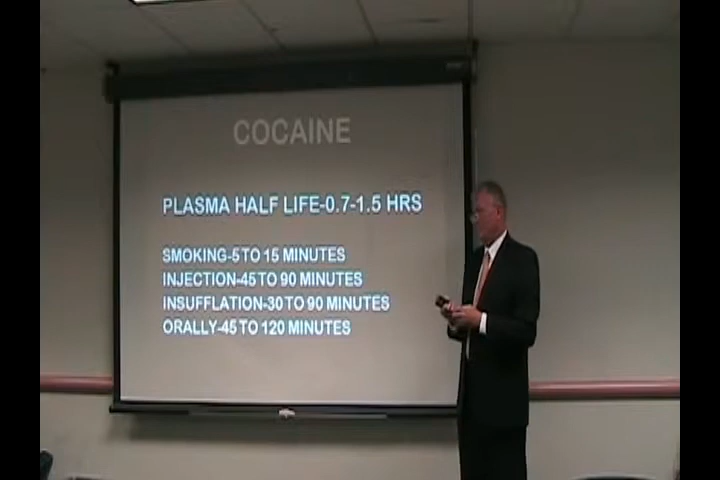 COCAINE
PLASMA HALF LIFE-0.7-1.5 HRS
SMOKING-5 TO 15 MINUTES
INJECTION-45 TO 90 MINUTES
INSUFFLATION-30 TO 90 MINUTES
ORALLY-45 TO 120 MINUTES